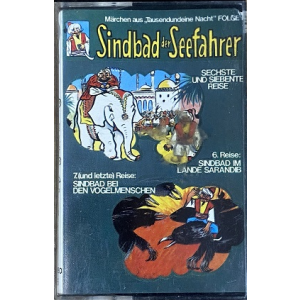 Märchen aus „Tausendundeine Nacht" FOLGE
Sindbad der Seefahrer
SECHSTE
UND SIEBENTE
REISE
6. Reise:
SINDBAD IM
LANDE SARANDIB
7. (und letzte) Reise:
SINDBAD BEI
DEN VOGELMENSCHEN